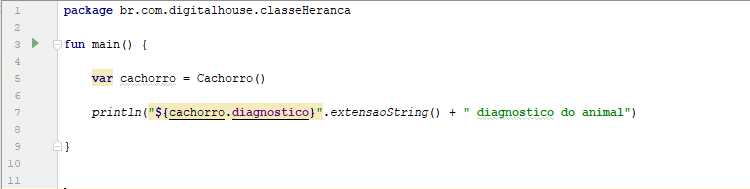 1 package br.com.digitalhouse.classeHeranca
2
3 fun main() {
4
5 var cachorro = Cachorro()
6
7 println("${cachorro.diagnostico}".extensaoString() + " diagnostico do animal")
8
9 }
10
11